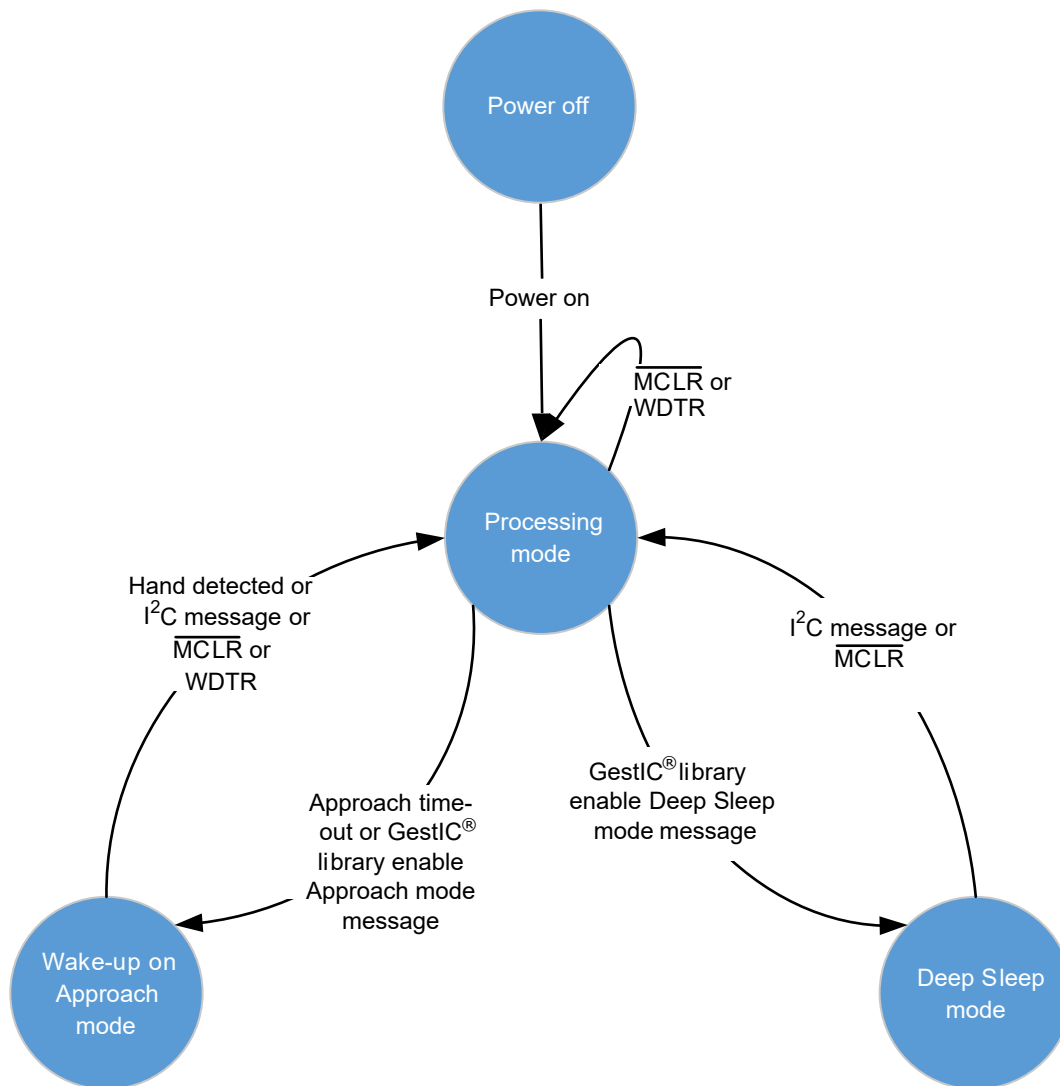 Power off
Power on
MCLR or
WDTR
Processing
mode
Hand detected or
I²C message or
MCLR or
WDTR
I²C message or
MCLR
Approach time-
out or GestIC®
library enable
Approach mode
message
GestIC® library
enable Deep Sleep
mode message
Wake-up on
Approach
mode
Deep Sleep
mode